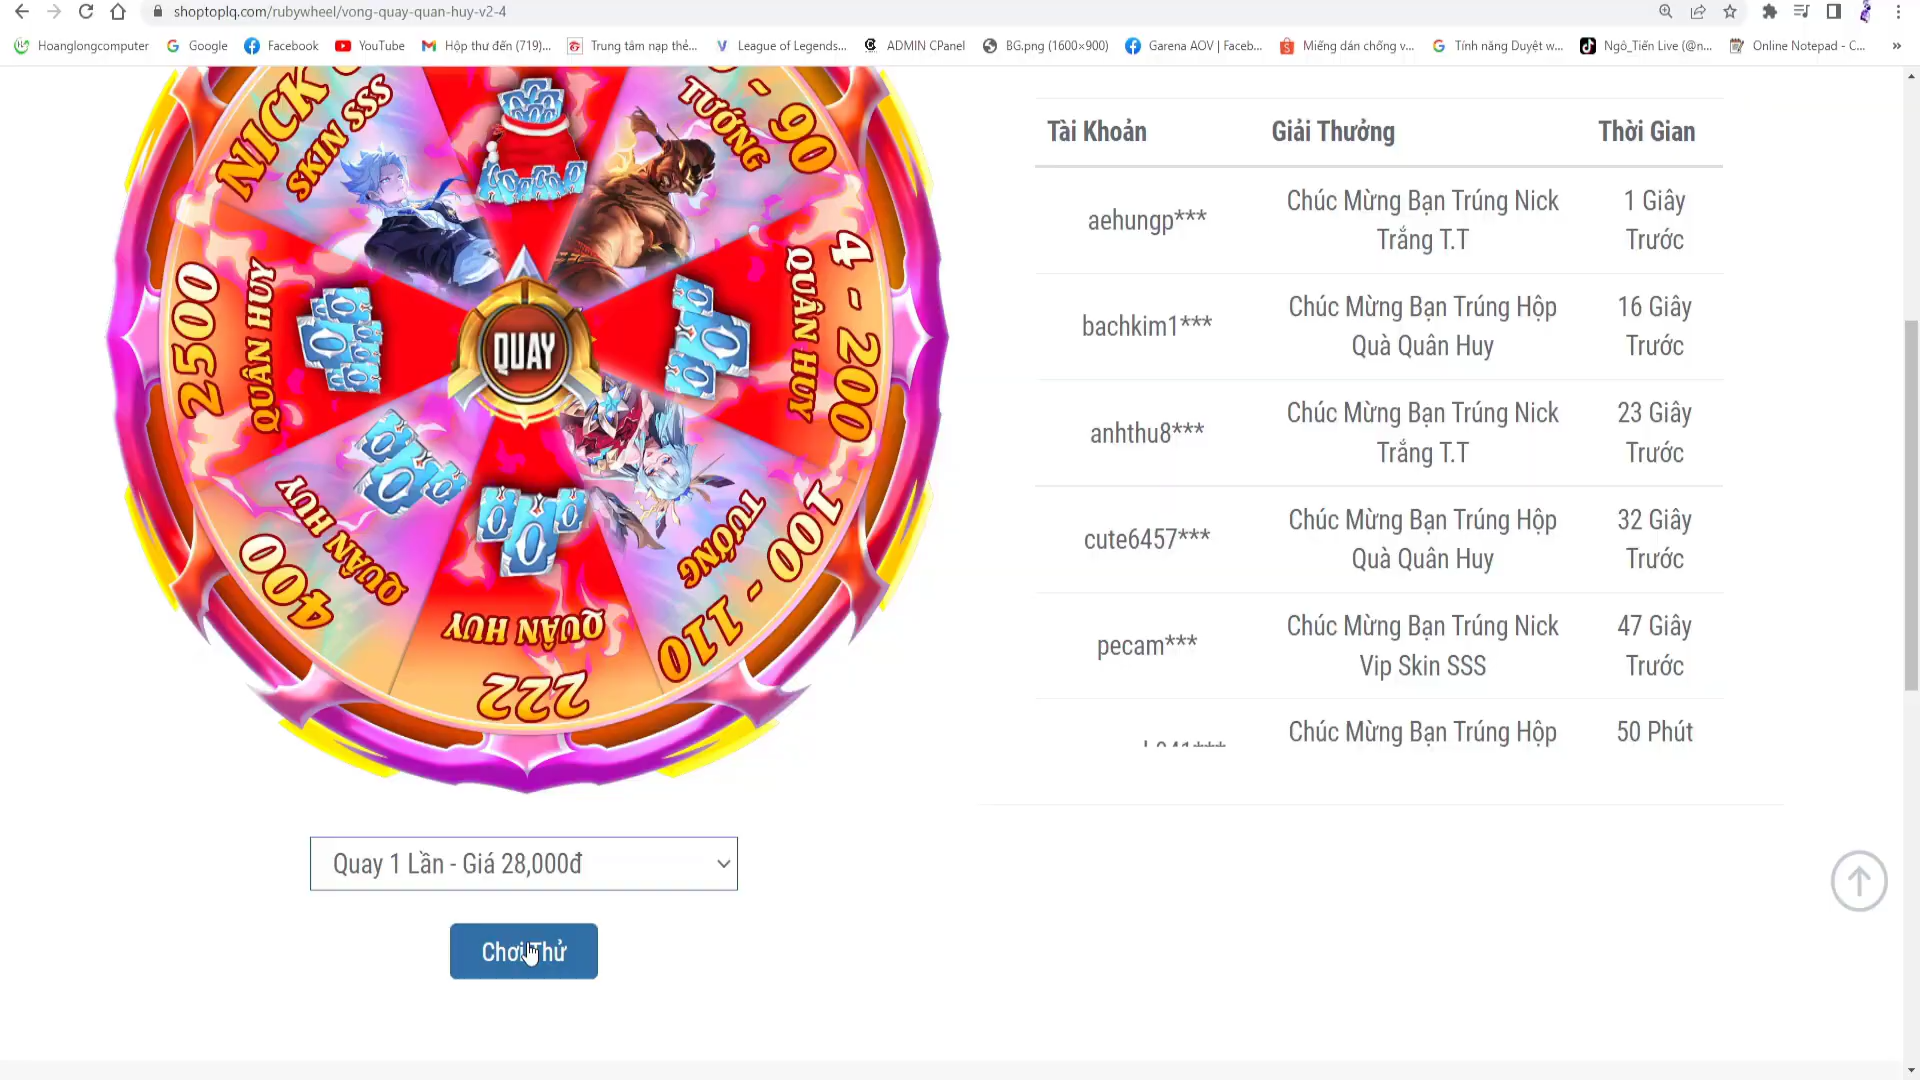 shoptoplq.com/rubywheel/vong-quay-quan-huy-v2-4
Hoanglongcomputer
Google
Facebook
YouTube
Hộp thư đến (719)...
Trung tâm nạp thẻ...
League of Legends...
ADMIN CPanel
BG.png (1600×900)
Garena AOV | Faceb...
Miếng dán chống v...
Tính năng Duyệt w...
Ngô_Tiến Live (@n...
Online Notepad - C...
»
NICK
SKIN SSS
- 90
TƯỚNG
4 - 200
QUÂN HUY
100 - 110
TƯỚNG
222
QUÂN HUY
400
QUÂN HUY
2500
QUÂN HUY
QUAY
Quay 1 Lần - Giá 28,000đ
Chơi Thử
Tài Khoản
Giải Thưởng
Thời Gian
aehungp***
Chúc Mừng Bạn Trúng Nick
Trắng T.T
1 Giây
Trước
bachkim1***
Chúc Mừng Bạn Trúng Hộp
Quà Quân Huy
16 Giây
Trước
anhthu8***
Chúc Mừng Bạn Trúng Nick
Trắng T.T
23 Giây
Trước
cute6457***
Chúc Mừng Bạn Trúng Hộp
Quà Quân Huy
32 Giây
Trước
pecam***
Chúc Mừng Bạn Trúng Nick
Vip Skin SSS
47 Giây
Trước
Chúc Mừng Bạn Trúng Hộp
50 Phút